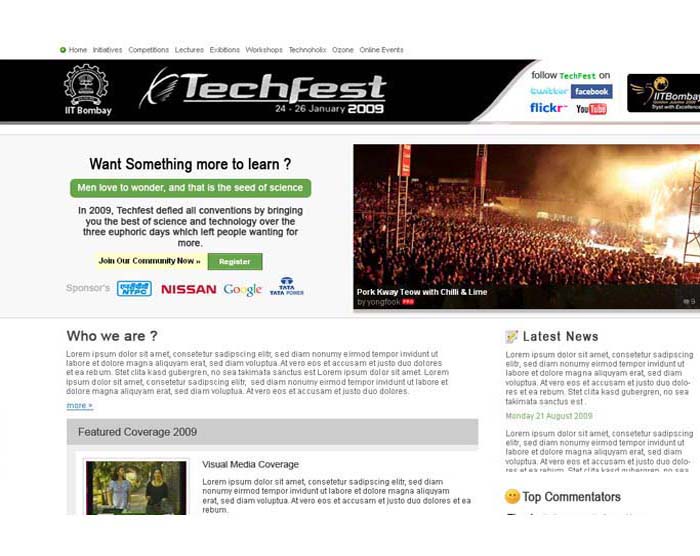 Home Initiatives Competitions Lectures Exibitions Workshops Technoholix Ozone Online Events
IIT Bombay
Techfest
24 - 26 January 2009
follow Techfest on
twitter facebook
flickr You Tube
IITBombay
Tryst with Excellence
Want Something more to learn ?
Men love to wonder, and that is the seed of science
In 2009, Techfest defied all conventions by bringing
you the best of science and technology over the
three euphoric days which left people wanting for
more.
Join Our Community Now » Register
Sponsor's NTPC NISSAN Google TATA
TATA POWER
Pork Kway Teow with Chilli & Lime
by yongfook PRO 9
Who we are ?
Lorem ipsum dolor sit amet, consetetur sadipscing elitr, sed diam nonumy eirmod tempor invidunt ut
labore et dolore magna aliquyam erat, sed diam voluptua. At vero eos et accusam et justo duo dolores
et ea rebum. Stet clita kasd gubergren, no sea takimata sanctus est Lorem ipsum dolor sit amet. Lorem
ipsum dolor sit amet, consetetur sadipscing elitr, sed diam nonumy eirmod tempor invidunt ut labore et
dolore magna aliquyam erat, sed diam voluptua. At vero eos et accusam et justo duo dolores.
more »
Featured Coverage 2009
Visual Media Coverage
Lorem ipsum dolor sit amet, consetetur sadipscing elitr, sed diam
nonumy eirmod tempor invidunt ut labore et dolore magna aliquyam
erat, sed diam voluptua. At vero eos et accusam et justo duo dolores et ea
rebum.
Latest News
Lorem ipsum dolor sit amet, consetetur sadipscing
elitr, sed diam nonumy eirmod tempor invidunt ut
labore et dolore magna aliquyam erat, sed diam
voluptua. At vero eos et accusam et justo duo dolo-
res et ea rebum. Stet clita kasd gubergren, no sea
takimata sanctus est .
Monday 21 August 2009
Lorem ipsum dolor sit amet, consetetur sadipscing
elitr, sed diam nonumy eirmod tempor invidunt ut
labore et dolore magna aliquyam erat, sed diam
voluptua. At vero eos et accusam et justo duo dolo-
Top Commentators